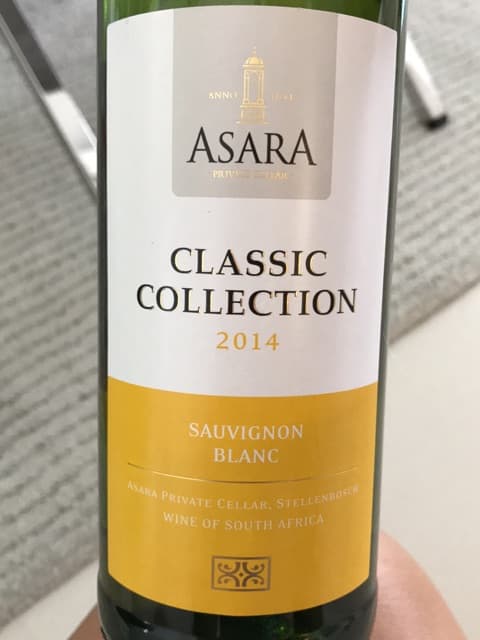 ANNO
ASARA
PRIVATE CELLAR
CLASSIC
COLLECTION
2014
SAUVIGNON
BLANC
ASARA PRIVATE CELLAR, STELLENBOSCH
WINE OF SOUTH AFRICA